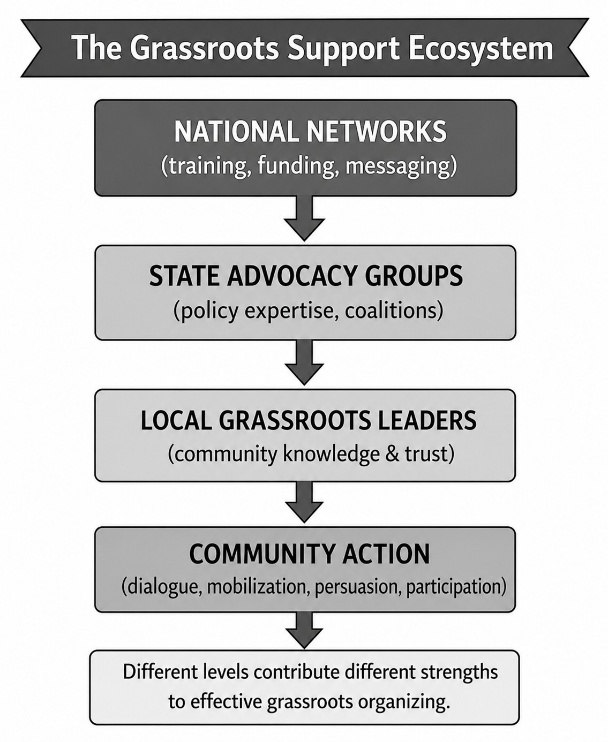 The Grassroots Support Ecosystem
NATIONAL NETWORKS
(training, funding, messaging)
STATE ADVOCACY GROUPS
(policy expertise, coalitions)
LOCAL GRASSROOTS LEADERS
(community knowledge & trust)
COMMUNITY ACTION
(dialogue, mobilization, persuasion, participation)
Different levels contribute different strengths
to effective grassroots organizing.